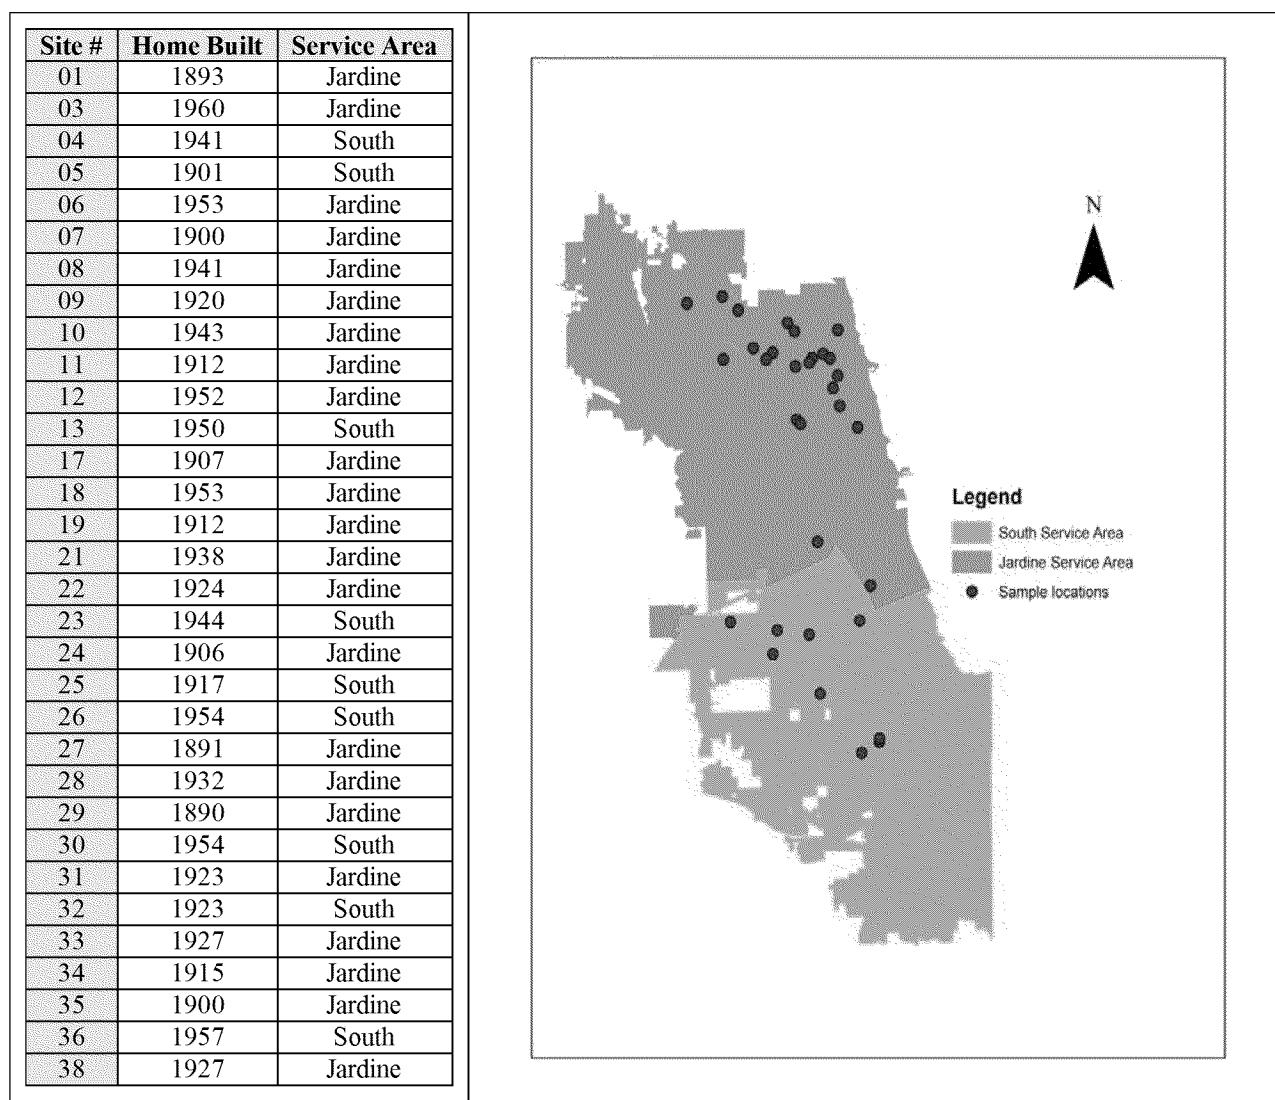 Site # Home Built Service Area
01 1893 Jardine
03 1960 Jardine
04 1941 South
05 1901 South
06 1953 Jardine
07 1900 Jardine
08 1941 Jardine
09 1920 Jardine
10 1943 Jardine
11 1912 Jardine
12 1952 Jardine
13 1950 South
17 1907 Jardine
18 1953 Jardine
19 1912 Jardine
21 1938 Jardine
22 1924 Jardine
23 1944 South
24 1906 Jardine
25 1917 South
26 1954 South
27 1891 Jardine
28 1932 Jardine
29 1890 Jardine
30 1954 South
31 1923 Jardine
32 1923 South
33 1927 Jardine
34 1915 Jardine
35 1900 Jardine
36 1957 South
38 1927 Jardine
N
Legend
South Service Area
Jardine Service Area
Sample locations